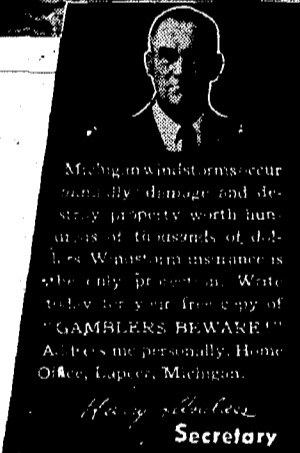 Michigan windstorms occur
annually damage and de-
stroy property worth hun-
dreds of thousands of dol-
lars Windstorm insurance is
the only protection. Write
today for your free copy of
"GAMBLERS BEWARE!"
Address me personally, Home
Office, Lapeer, Michigan.
Secretary